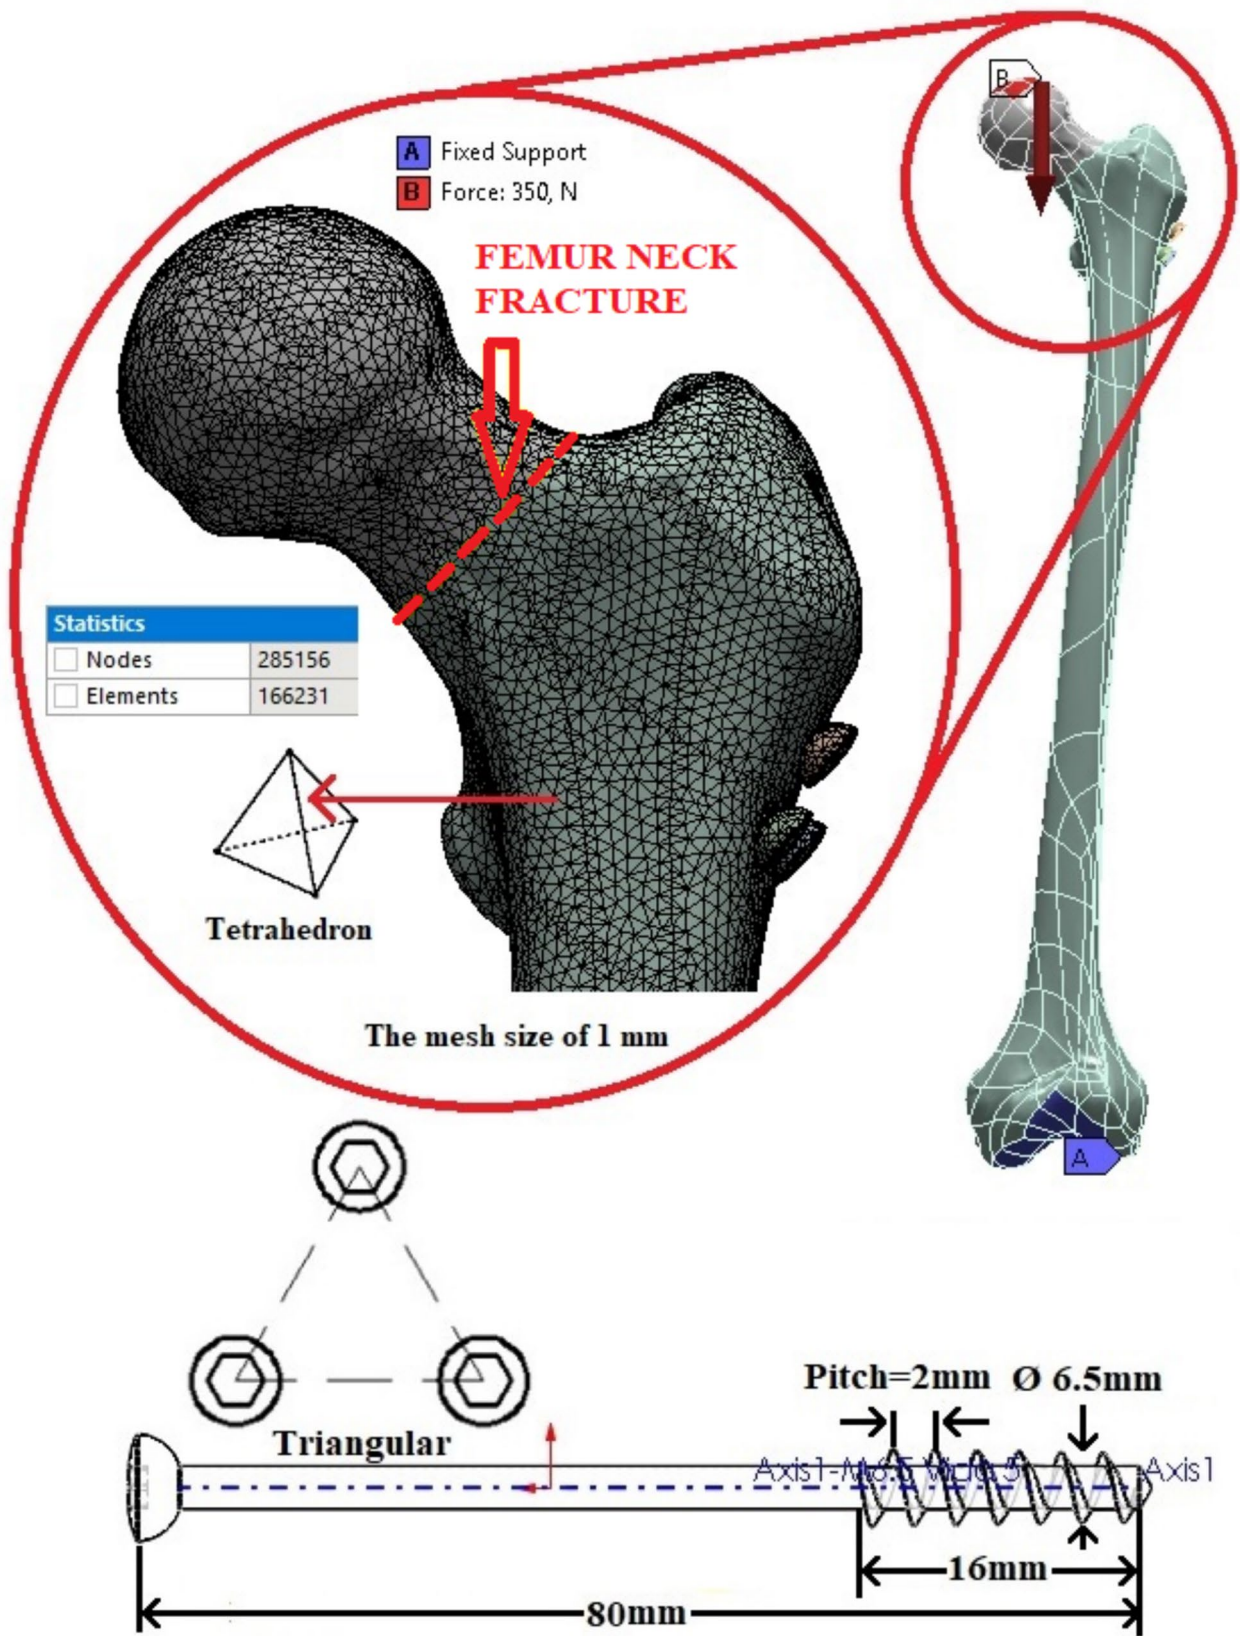 B
A Fixed Support
B Force: 350, N
FEMUR NECK
FRACTURE
Statistics
Nodes 285156
Elements 166231
Tetrahedron
The mesh size of 1 mm
A
Pitch=2mm Ø 6.5mm
Triangular
Axis1
16mm
80mm